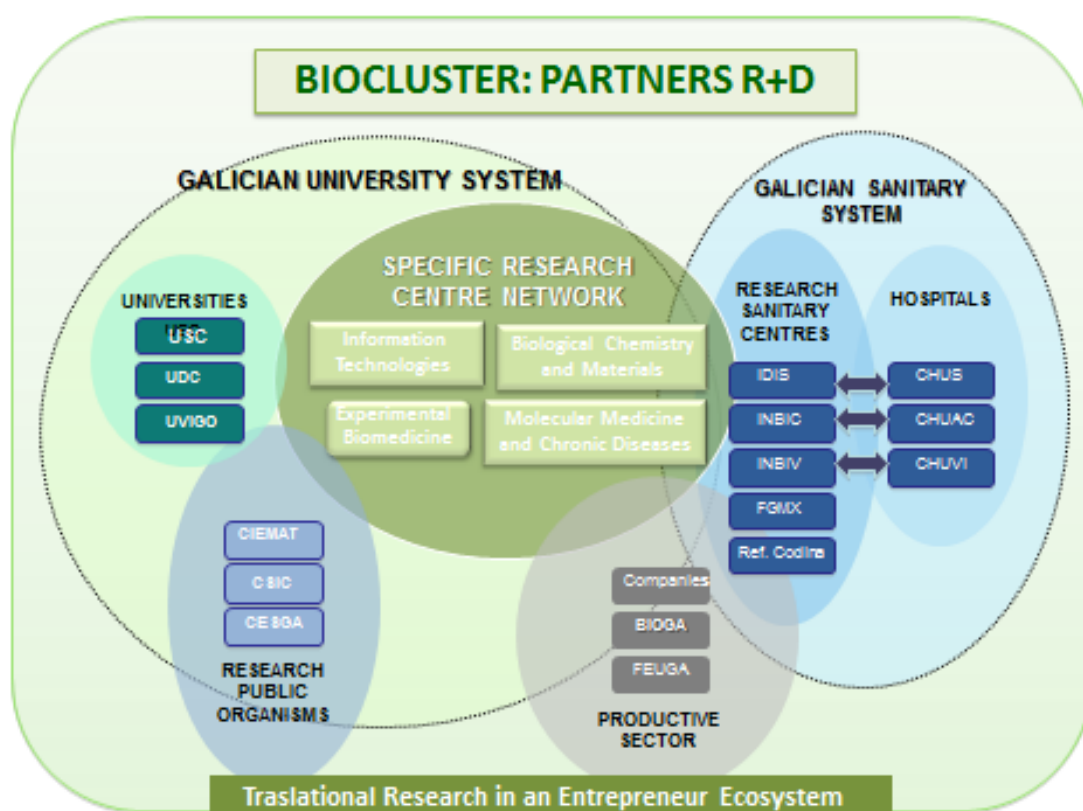 BIOCLUSTER: PARTNERS R+D
GALICIAN UNIVERSITY SYSTEM
GALICIAN SANITARY
SYSTEM
SPECIFIC RESEARCH
CENTRE NETWORK
Information
Technologies
Biological Chemistry
and Materials
Experimental
Biomedicine
Molecular Medicine
and Chronic Diseases
UNIVERSITIES
USC
UDC
UVIGO
CIEMAT
CSIC
CESGA
RESEARCH
PUBLIC
ORGANISMS
Companies
BIOGA
FEUGA
PRODUCTIVE
SECTOR
RESEARCH
SANITARY
CENTRES
IDIS
INBIC
INBIV
FGMX
Ref. Codina
HOSPITALS
CHUS
CHUAC
CHUVI
Traslational Research in an Entrepreneur Ecosystem